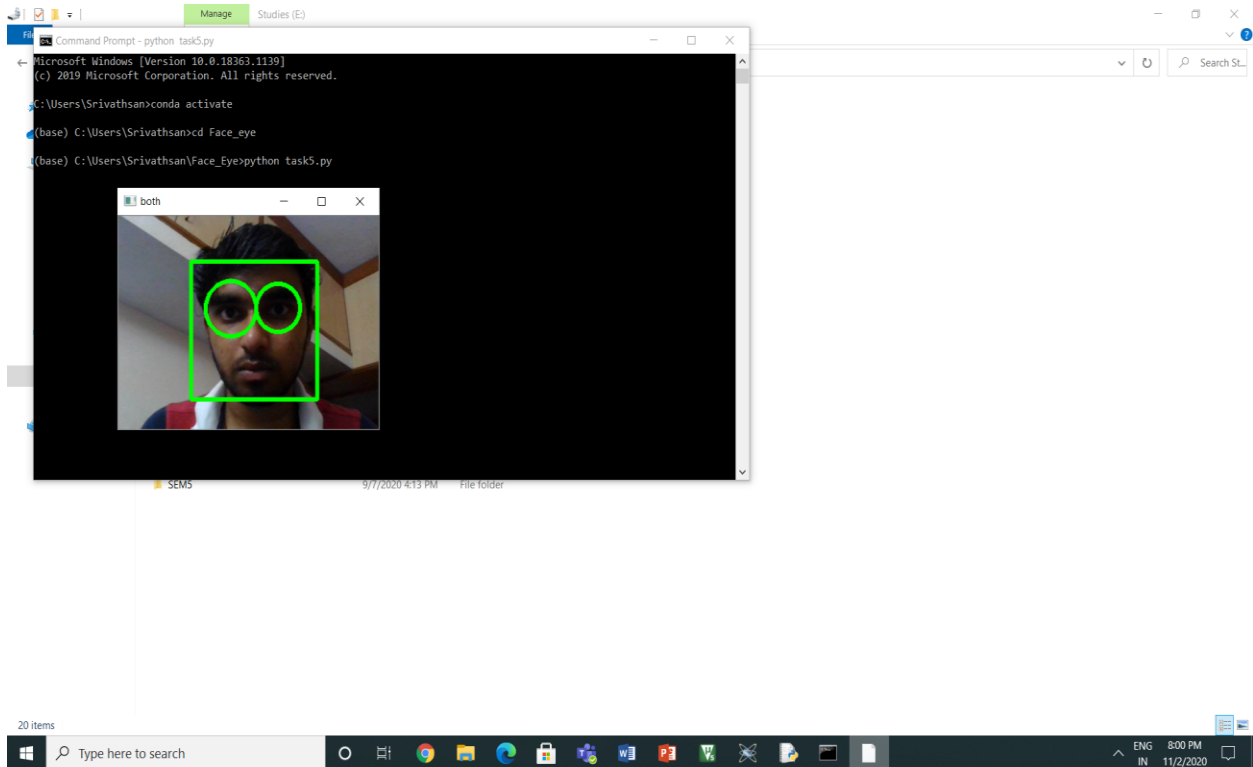 Manage
Studies (E:)
Command Prompt - python task5.py
Microsoft Windows [Version 10.0.18363.1139]
(c) 2019 Microsoft Corporation. All rights reserved.
C:\Users\Srivathsan>conda activate
(base) C:\Users\Srivathsan>cd Face_eye
(base) C:\Users\Srivathsan\Face_Eye>python task5.py
both
Search St...
SEM5 9/7/2020 4:13 PM File folder
20 items
Type here to search
ENG 8:00 PM
IN 11/2/2020